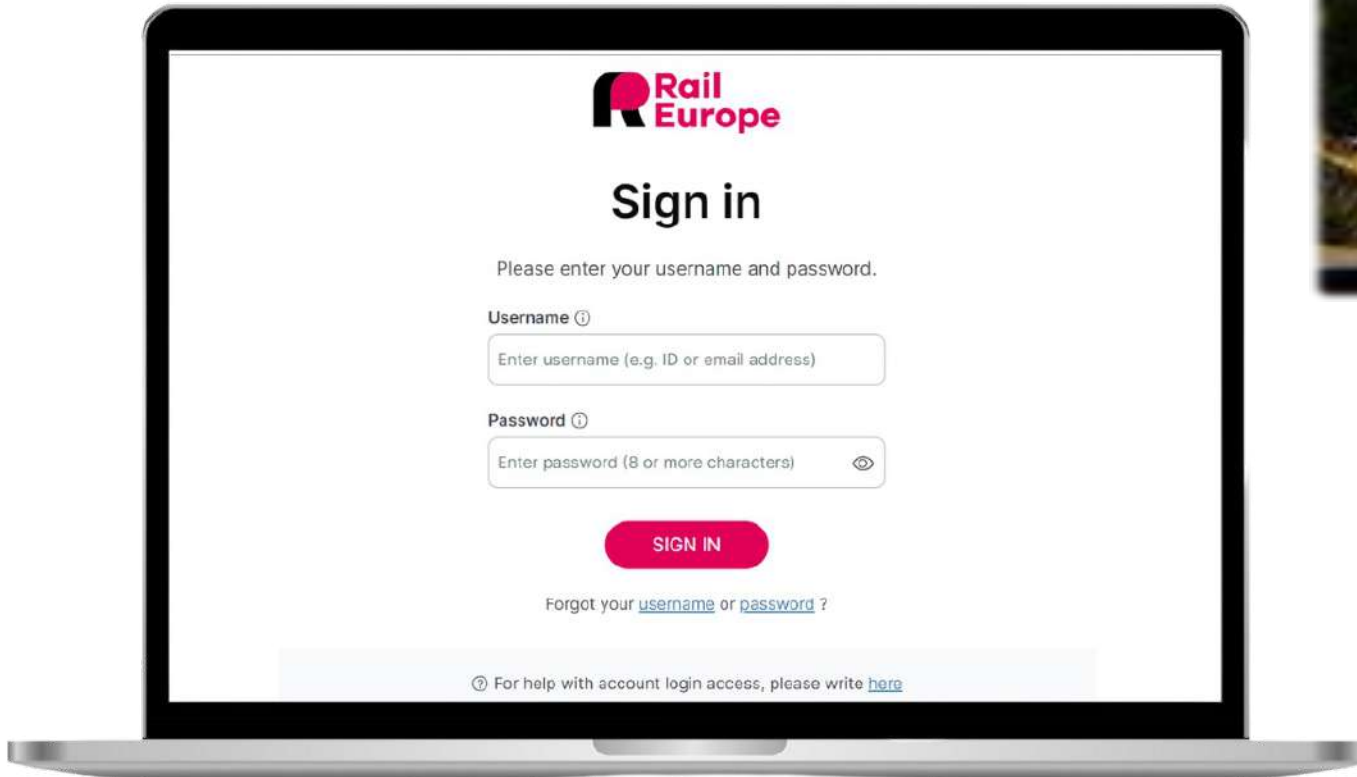 Rail
Europe
Sign in
Please enter your username and password.
Username
Enter username (e.g. ID or email address)
Password
Enter password (8 or more characters)
SIGN IN
Forgot your username or password ?
For help with account login access, please write here